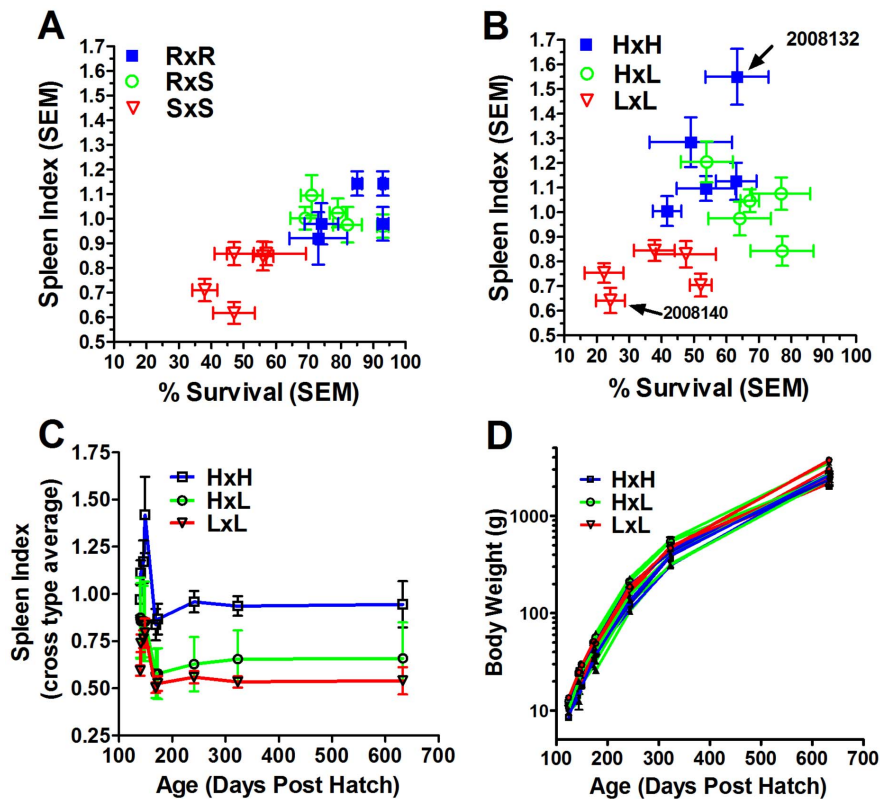 A
RxR
RxS
SxS
Spleen Index (SEM)
1.7
1.6
1.5
1.4
1.3
1.2
1.1
1.0
0.9
0.8
0.7
0.6
0.5
10 20 30 40 50 60 70 80 90 100
% Survival (SEM)
B
HxH
HxL
LxL
2008132
2008140
Spleen Index (SEM)
1.7
1.6
1.5
1.4
1.3
1.2
1.1
1.0
0.9
0.8
0.7
0.6
0.5
10 20 30 40 50 60 70 80 90 100
% Survival (SEM)
C
HxH
HxL
LxL
Spleen Index
(cross type average)
1.75
1.50
1.25
1.00
0.75
0.50
0.25
100 200 300 400 500 600 700
Age (Days Post Hatch)
D
HxH
HxL
LxL
Body Weight (g)
1000
100
10
100 200 300 400 500 600 700
Age (Days Post Hatch)